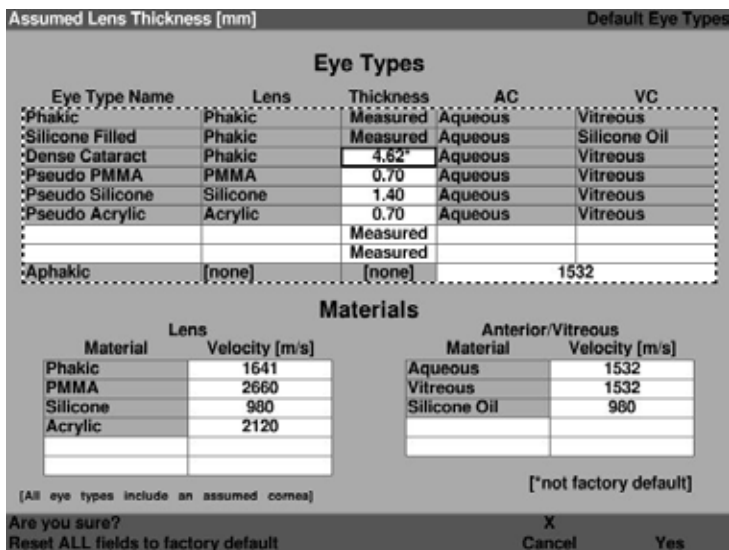 Assumed Lens Thickness [mm] Default Eye Types
Eye Types
Eye Type Name Lens Thickness AC VC
Phakic Phakic Measured Aqueous Vitreous
Silicone Filled Phakic Measured Aqueous Silicone Oil
Dense Cataract Phakic 4.62* Aqueous Vitreous
Pseudo PMMA PMMA 0.70 Aqueous Vitreous
Pseudo Silicone Silicone 1.40 Aqueous Vitreous
Pseudo Acrylic Acrylic 0.70 Aqueous Vitreous
Measured
Measured
Aphakic [none] [none] 1532
Materials
Lens Anterior/Vitreous
Material Velocity [m/s] Material Velocity [m/s]
Phakic 1641 Aqueous 1532
PMMA 2660 Vitreous 1532
Silicone 980 Silicone Oil 980
Acrylic 2120
[*not factory default]
[All eye types include an assumed cornea]
Are you sure? X
Reset ALL fields to factory default Cancel Yes